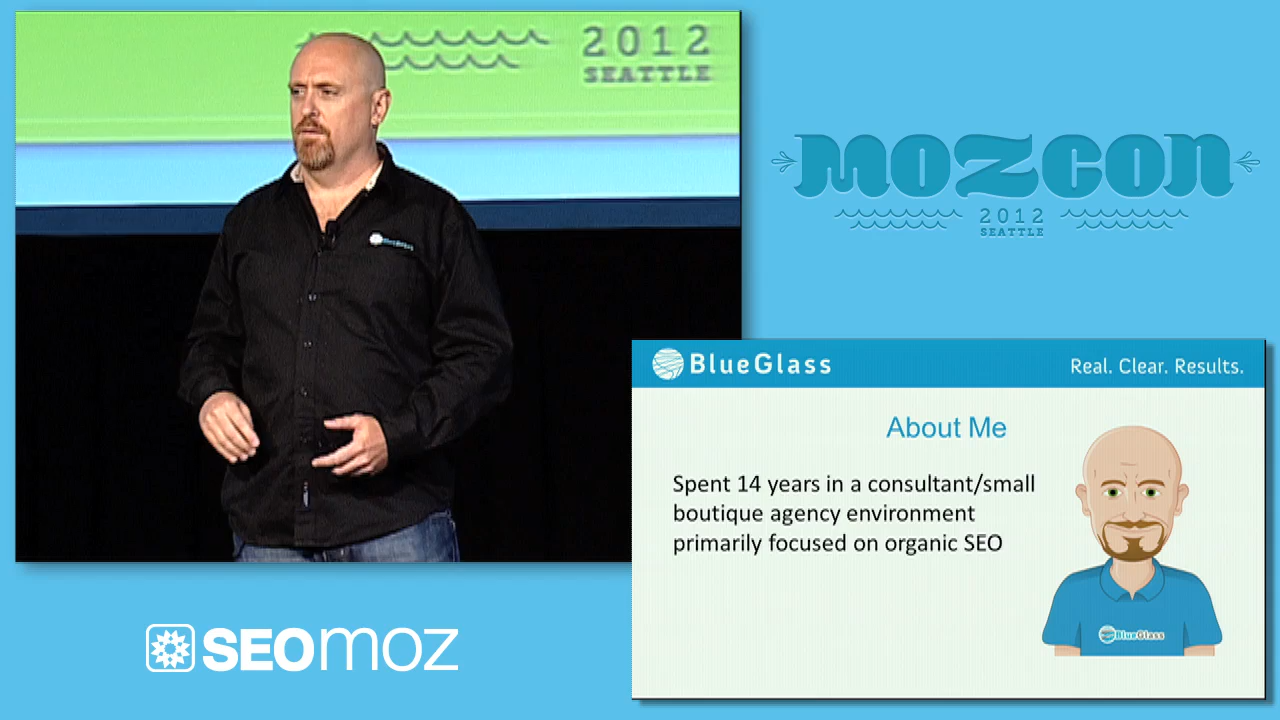 2012
SEATTLE
MOZCON
2012
SEATTLE
BlueGlass
Real. Clear. Results.
About Me
Spent 14 years in a consultant/small
boutique agency environment
primarily focused on organic SEO
BlueGlass
SEOmoz